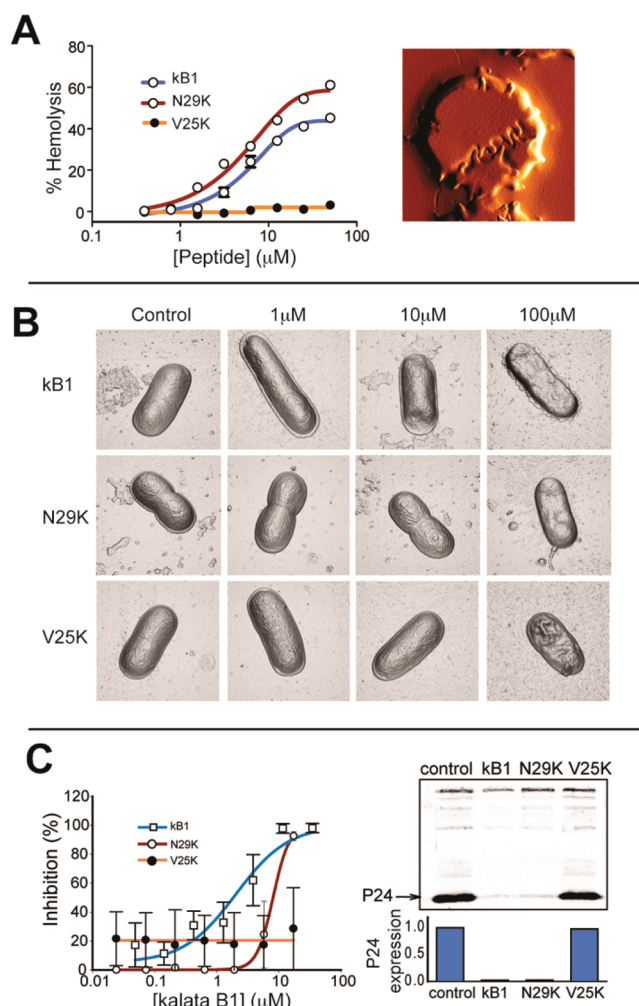 A
80
60
40
20
0
% Hemolysis
kB1
N29K
V25K
0.1 1 10 100
[Peptide] (μM)
B
Control 1μM 10μM 100μM
kB1
N29K
V25K
C
120
100
80
60
40
20
0
Inhibition (%)
kB1
N29K
V25K
0.01 0.1 1 10 100
[kalata B1] (μM)
control kB1 N29K V25K
P24
P24
expression
1.0
0.5
0.0
control kB1 N29K V25K